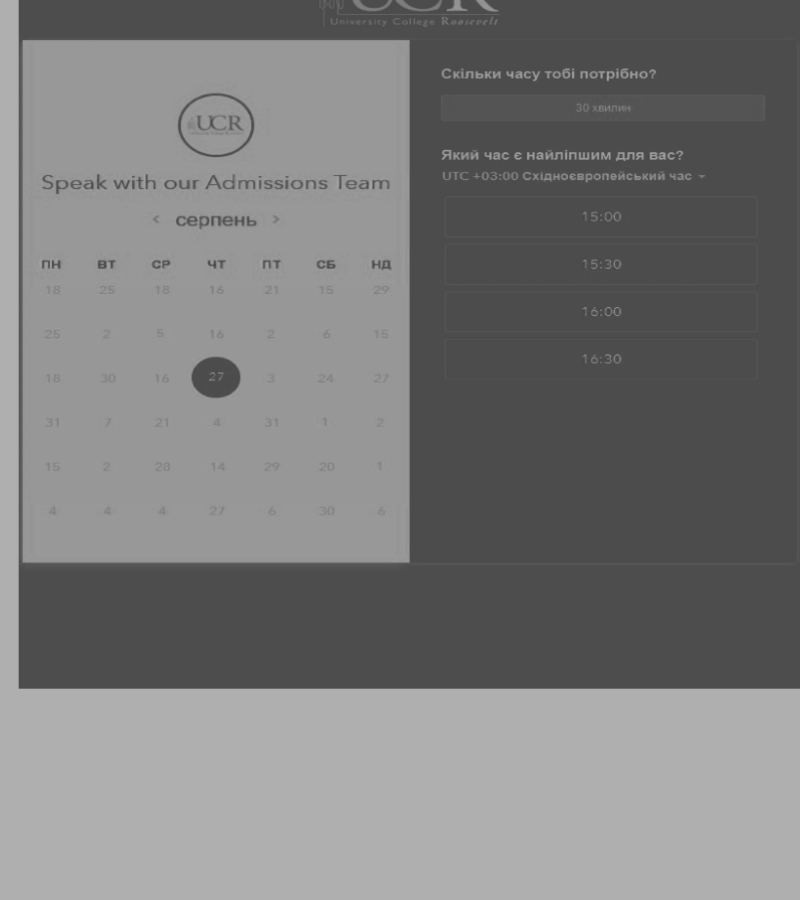 UCR
University College Roosevelt
UCR
Speak with our Admissions Team
< серпень >
ПН ВТ СР ЧТ ПТ СБ НД
18 25 18 16 21 15 29
25 2 5 16 2 6 15
18 30 16 27 3 24 27
31 7 21 4 31 1 2
15 2 28 14 29 20 1
4 4 4 27 6 30 6
Скільки часу тобі потрібно?
30 хвилин
Який час є найліпшим для вас?
UTC +03:00 Східноєвропейський час
15:00
15:30
16:00
16:30